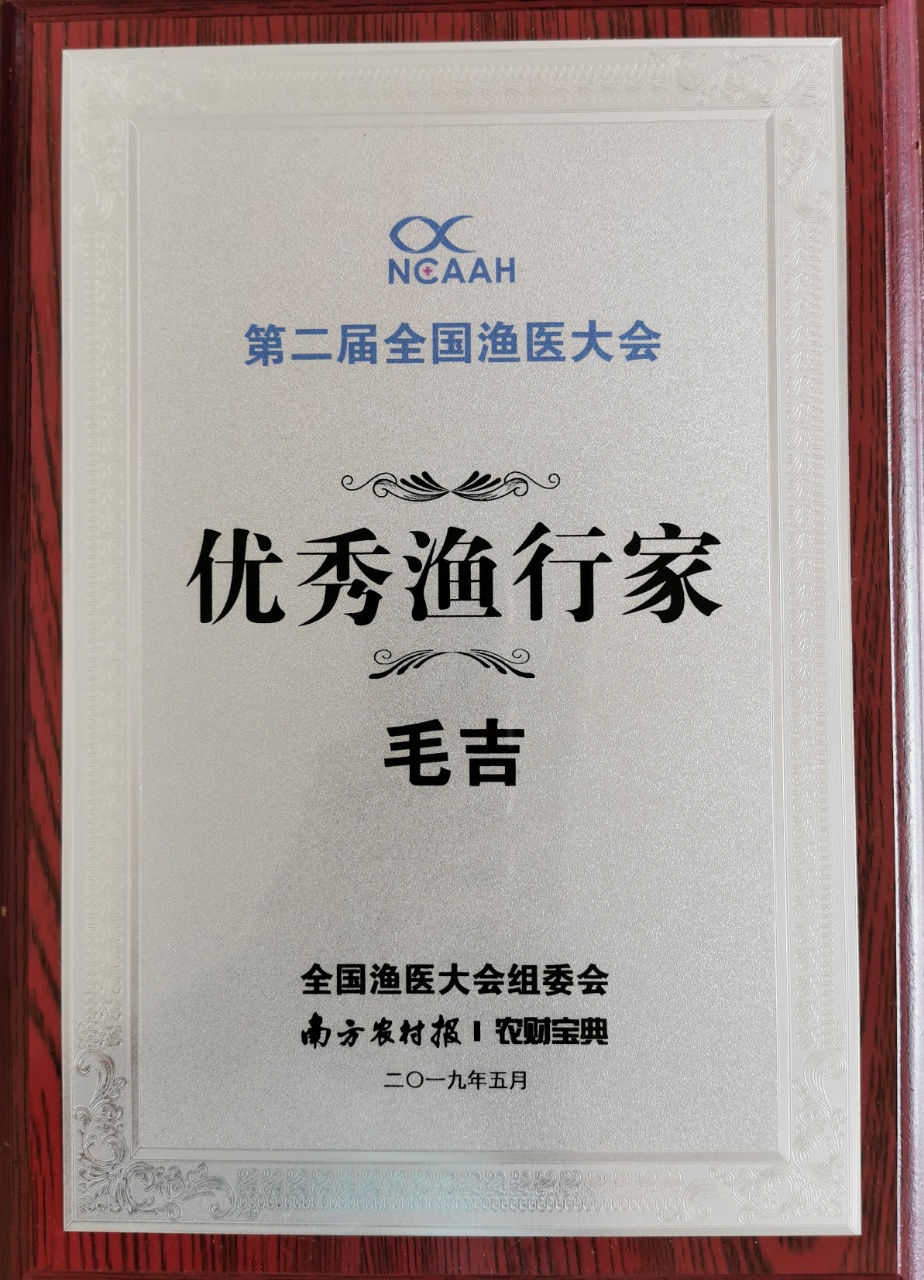 NCAAH
第二届全国渔医大会
优秀渔行家
毛吉
全国渔医大会组委会
南方农村报 | 农财宝典
二〇一九年五月